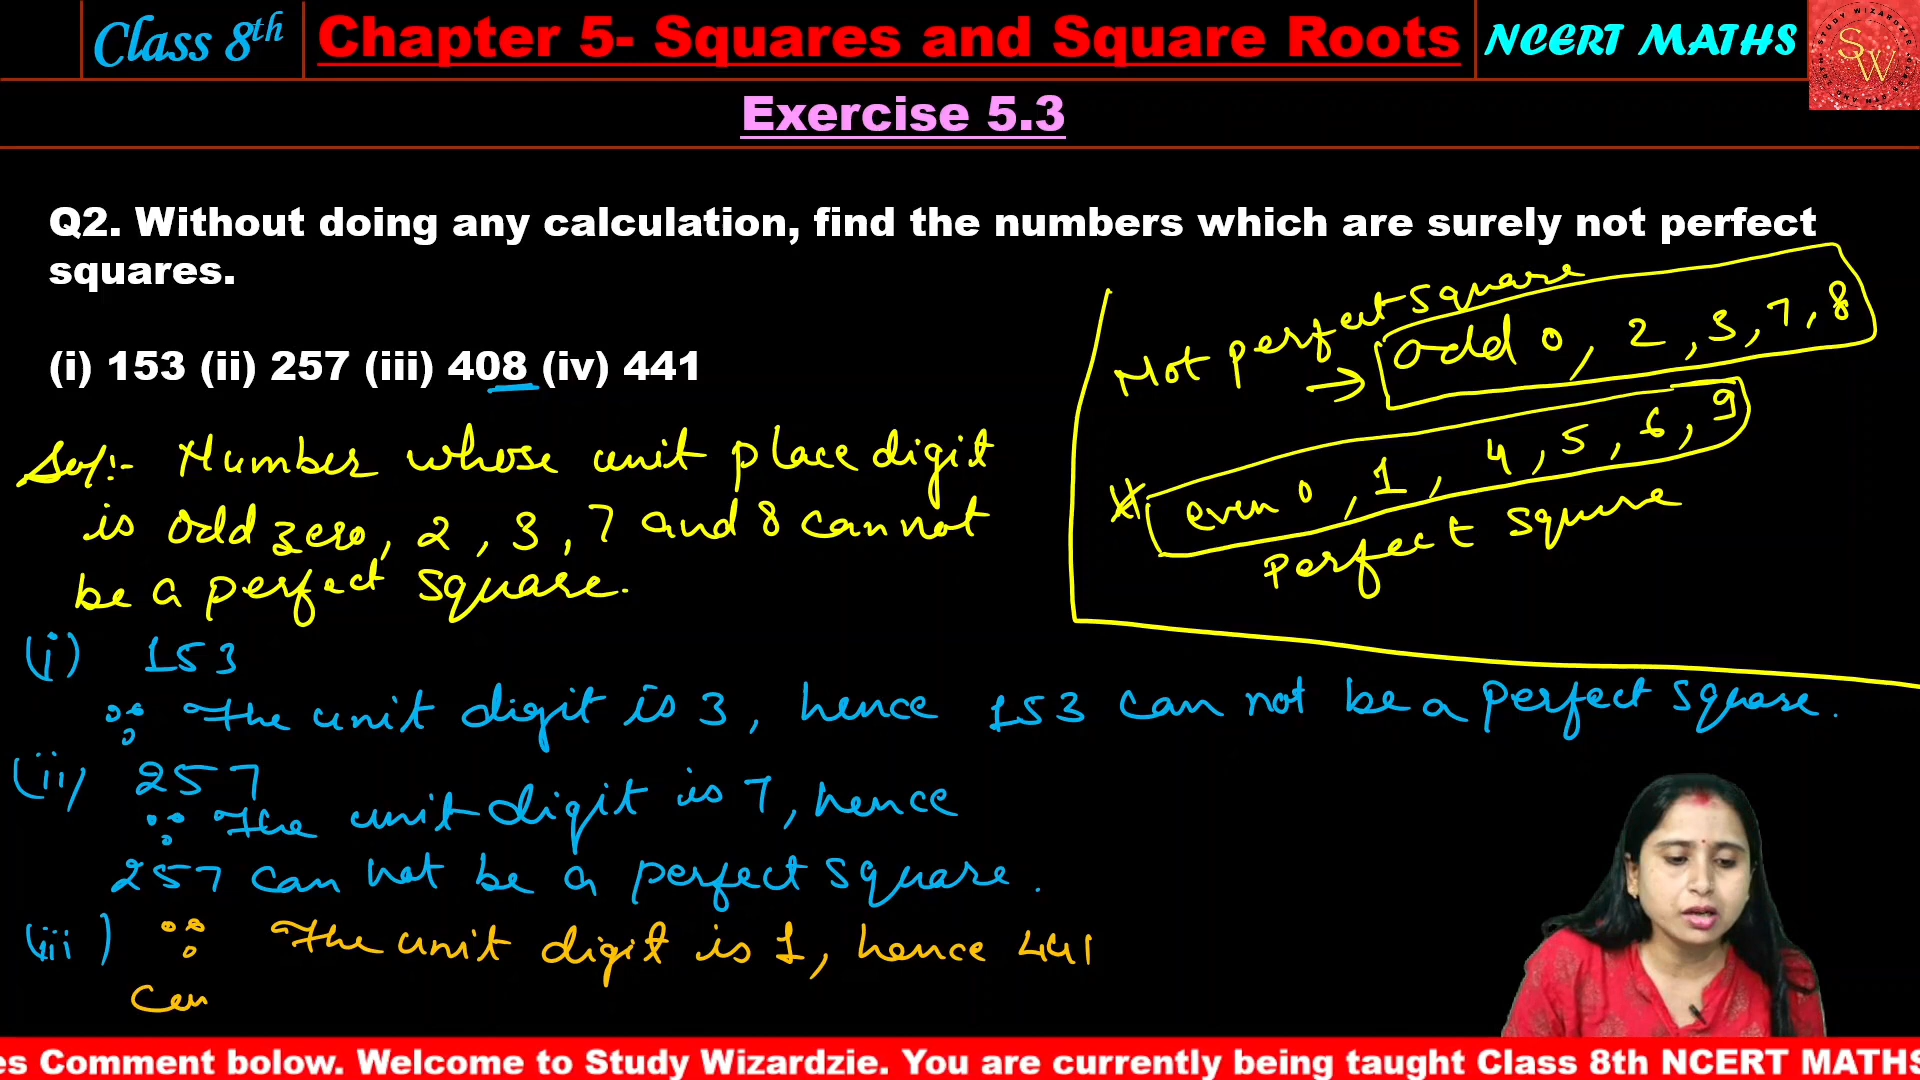 Class 8th
Chapter 5- Squares and Square Roots
NCERT MATHS
SW
Exercise 5.3
Q2. Without doing any calculation, find the numbers which are surely not perfect
squares.
(i) 153 (ii) 257 (iii) 408 (iv) 441
Not perfect square
→ odd 0, 2, 3, 7, 8
even 0, 1, 4, 5, 6, 9
Perfect square
Sol:- Number whose unit place digit
is odd zero, 2, 3, 7 and 8 can not
be a perfect square.
(i) 153
∵ The unit digit is 3, hence 153 can not be a perfect square.
(ii) 257
∵ The unit digit is 7, hence
257 can not be a perfect square.
(iii) ∵ The unit digit is 1, hence 441
can
es Comment bolow. Welcome to Study Wizardzie. You are currently being taught Class 8th NCERT MATHS